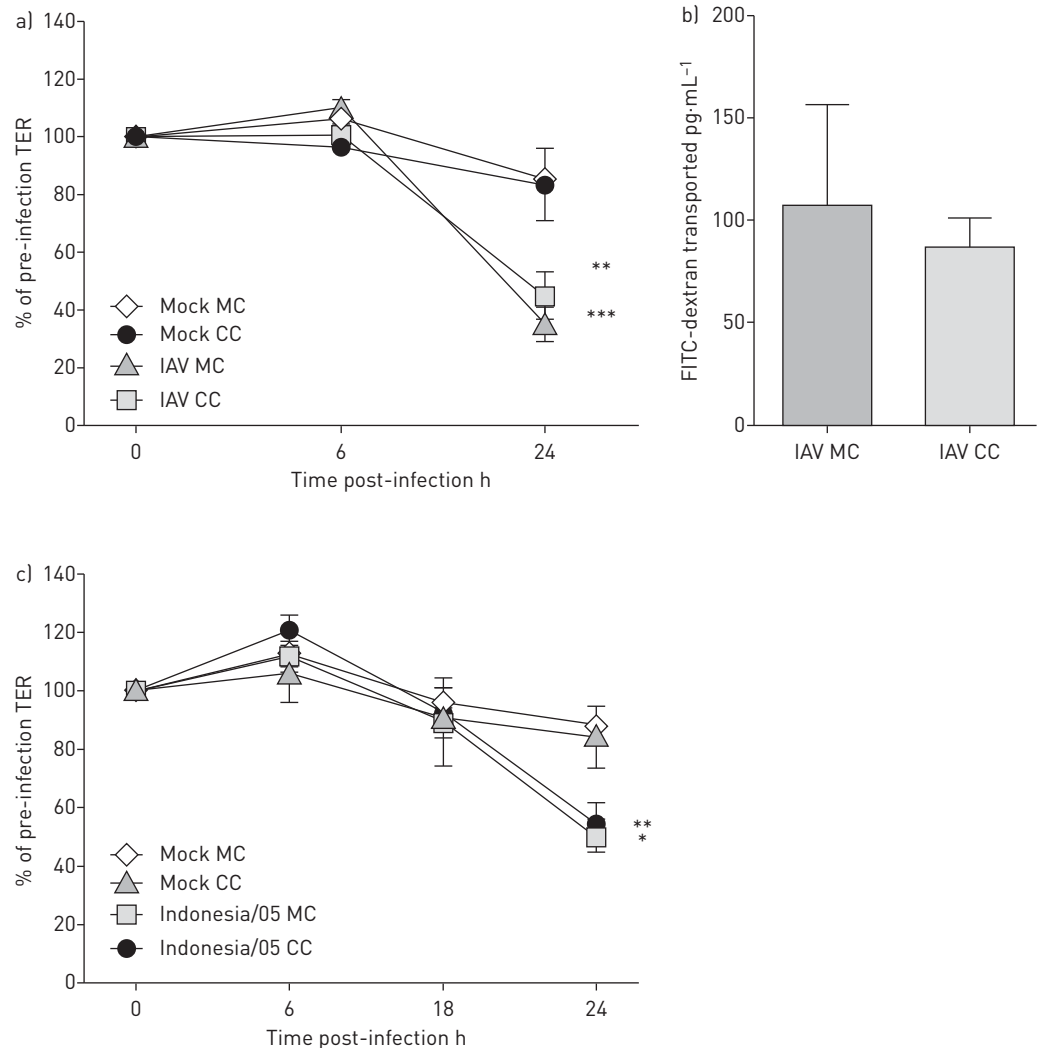 a)
% of pre-infection TER
140
120
100
80
60
40
20
0
**
***
Mock MC
Mock CC
IAV MC
IAV CC
0 6 24
Time post-infection h
b)
FITC-dextran transported pg·mL⁻¹
200
150
100
50
0
IAV MC IAV CC
c)
% of pre-infection TER
140
120
100
80
60
40
20
0
**
*
Mock MC
Mock CC
Indonesia/05 MC
Indonesia/05 CC
0 6 18 24
Time post-infection h